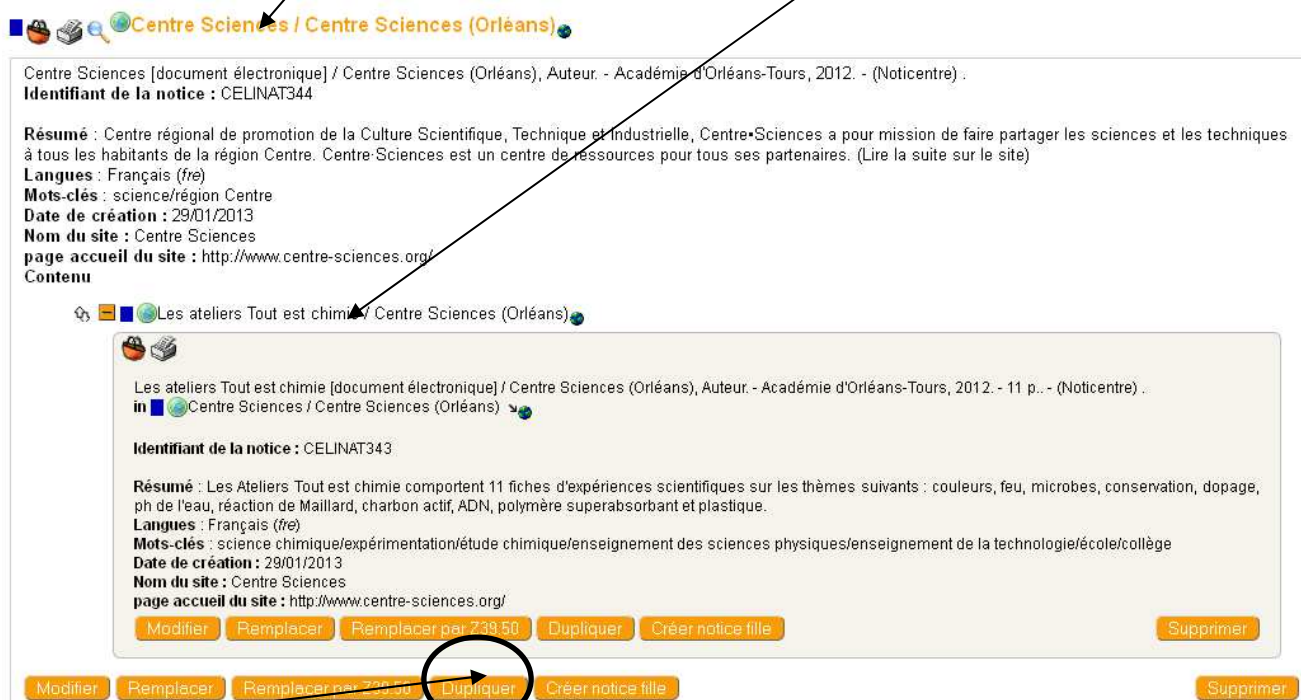 Centre Sciences / Centre Sciences (Orléans)
Centre Sciences [document électronique] / Centre Sciences (Orléans), Auteur. - Académie d'Orléans-Tours, 2012. - (Noticentre) .
Identifiant de la notice : CELINAT344
Résumé : Centre régional de promotion de la Culture Scientifique, Technique et Industrielle, Centre•Sciences a pour mission de faire partager les sciences et les techniques
à tous les habitants de la région Centre. Centre·Sciences est un centre de ressources pour tous ses partenaires. (Lire la suite sur le site)
Langues : Français (fre)
Mots-clés : science/région Centre
Date de création : 29/01/2013
Nom du site : Centre Sciences
page accueil du site : http://www.centre-sciences.org/
Contenu
Les ateliers Tout est chimie / Centre Sciences (Orléans)
Les ateliers Tout est chimie [document électronique] / Centre Sciences (Orléans), Auteur. - Académie d'Orléans-Tours, 2012. - 11 p.. - (Noticentre) .
in Centre Sciences / Centre Sciences (Orléans)
Identifiant de la notice : CELINAT343
Résumé : Les Ateliers Tout est chimie comportent 11 fiches d'expériences scientifiques sur les thèmes suivants : couleurs, feu, microbes, conservation, dopage,
ph de l'eau, réaction de Maillard, charbon actif, ADN, polymère superabsorbant et plastique.
Langues : Français (fre)
Mots-clés : science chimique/expérimentation/étude chimique/enseignement des sciences physiques/enseignement de la technologie/école/collège
Date de création : 29/01/2013
Nom du site : Centre Sciences
page accueil du site : http://www.centre-sciences.org/
Modifier Remplacer Remplacer par Z39.50 Dupliquer Créer notice fille Supprimer
Modifier Remplacer Remplacer par Z39.50 Dupliquer Créer notice fille Supprimer